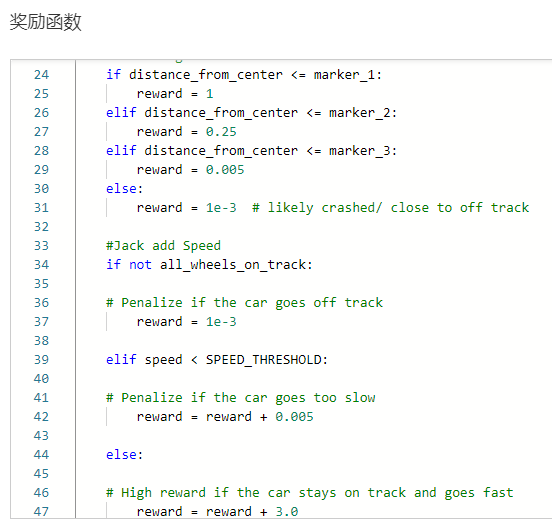 奖励函数
24 if distance_from_center <= marker_1:
25 reward = 1
26 elif distance_from_center <= marker_2:
27 reward = 0.25
28 elif distance_from_center <= marker_3:
29 reward = 0.005
30 else:
31 reward = 1e-3 # likely crashed/ close to off track
32
33 #Jack add Speed
34 if not all_wheels_on_track:
35
36 # Penalize if the car goes off track
37 reward = 1e-3
38
39 elif speed < SPEED_THRESHOLD:
40
41 # Penalize if the car goes too slow
42 reward = reward + 0.005
43
44 else:
45
46 # High reward if the car stays on track and goes fast
47 reward = reward + 3.0